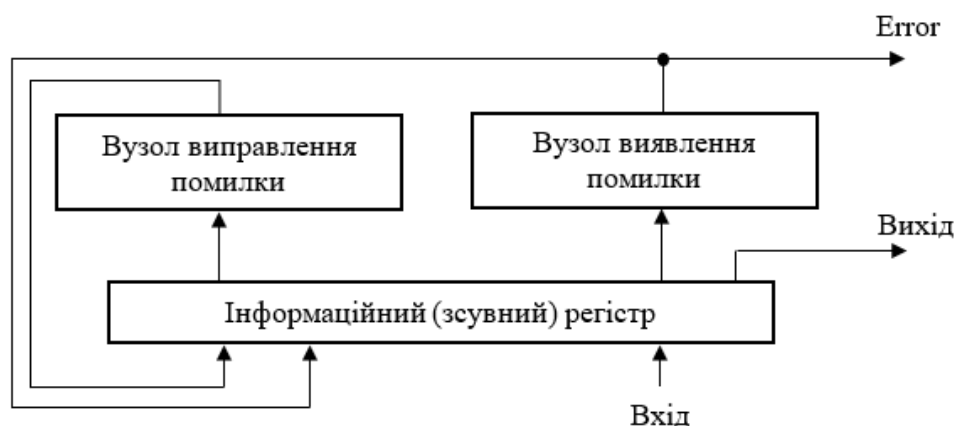 Error
Вузол виправлення
помилки
Вузол виявлення
помилки
Вихід
Інформаційний (зсувний) регістр
Вхід